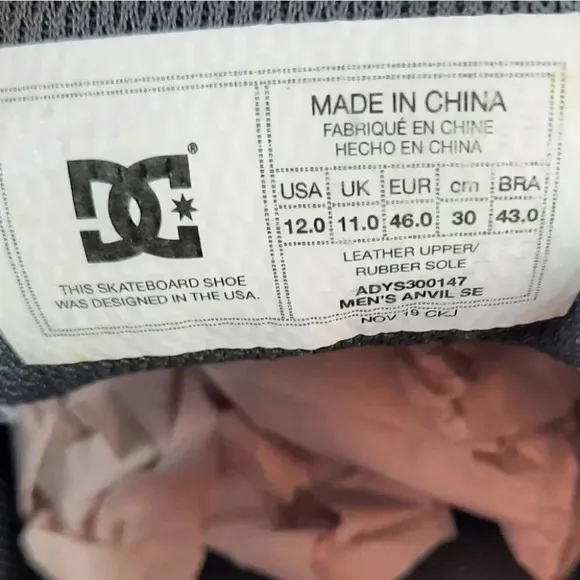 DC®
THIS SKATEBOARD SHOE
WAS DESIGNED IN THE USA.
MADE IN CHINA
FABRIQUÉ EN CHINE
HECHO EN CHINA
USA UK EUR cm BRA
12.0 11.0 46.0 30 43.0
LEATHER UPPER/
RUBBER SOLE
ADYS300147
MEN'S ANVIL SE
NOV 19 CKJ